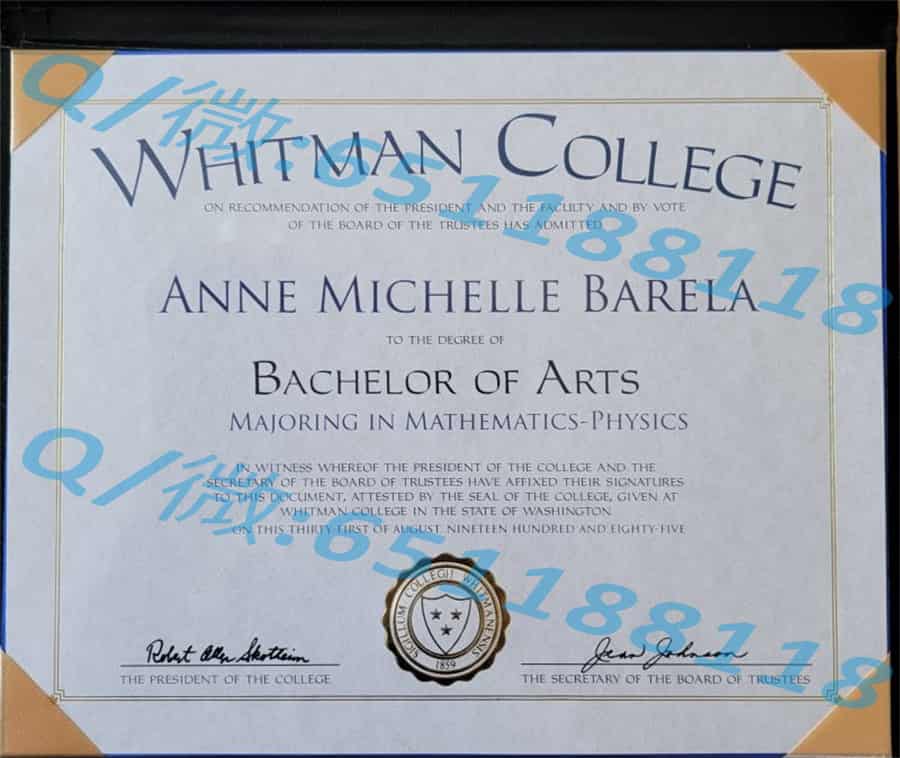 WHITMAN COLLEGE
ON RECOMMENDATION OF THE PRESIDENT AND THE FACULTY AND BY VOTE
OF THE BOARD OF THE TRUSTEES HAS ADMITTED
ANNE MICHELLE BARELA
TO THE DEGREE OF
BACHELOR OF ARTS
MAJORING IN MATHEMATICS-PHYSICS
IN WITNESS WHEREOF THE PRESIDENT OF THE COLLEGE AND THE
SECRETARY OF THE BOARD OF TRUSTEES HAVE AFFIXED THEIR SIGNATURES
TO THIS DOCUMENT, ATTESTED BY THE SEAL OF THE COLLEGE, GIVEN AT
WHITMAN COLLEGE IN THE STATE OF WASHINGTON
ON THIS THIRTY-FIRST OF AUGUST, NINETEEN HUNDRED AND EIGHTY-FIVE
SIGILLUM COLLEGII WHITMANENSIS
1859
Robert Allen Skotheim
Jean Johnson
THE PRESIDENT OF THE COLLEGE
THE SECRETARY OF THE BOARD OF TRUSTEES
Q/微:651188118
Q/微:651188118